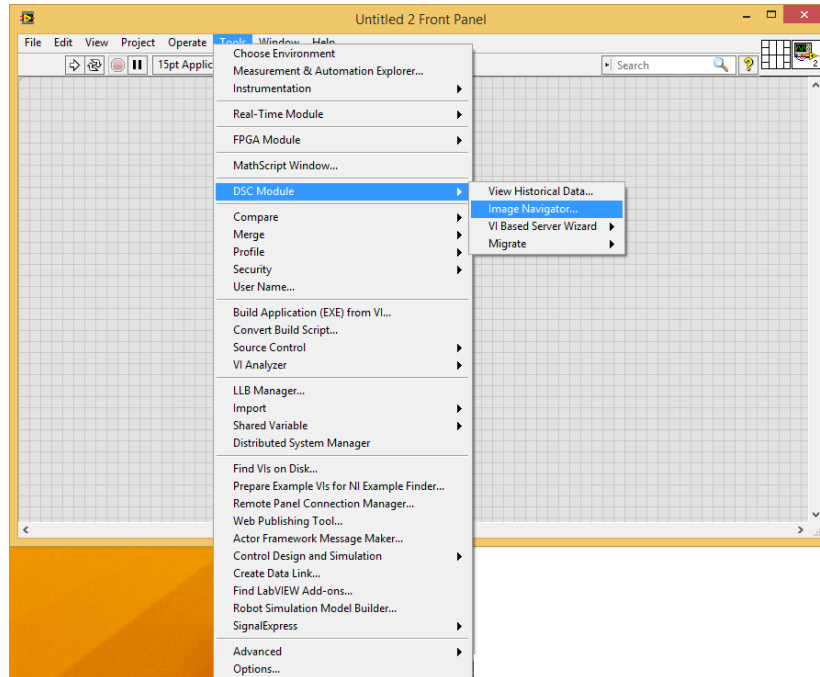 Untitled 2 Front Panel
File Edit View Project Operate Tools Window Help
15pt Applic
Search
2
Choose Environment
Measurement & Automation Explorer...
Instrumentation
Real-Time Module
FPGA Module
MathScript Window...
DSC Module
View Historical Data...
Image Navigator...
VI Based Server Wizard
Migrate
Compare
Merge
Profile
Security
User Name...
Build Application (EXE) from VI...
Convert Build Script...
Source Control
VI Analyzer
LLB Manager...
Import
Shared Variable
Distributed System Manager
Find VIs on Disk...
Prepare Example VIs for NI Example Finder...
Remote Panel Connection Manager...
Web Publishing Tool...
Actor Framework Message Maker...
Control Design and Simulation
Create Data Link...
Find LabVIEW Add-ons...
Robot Simulation Model Builder...
SignalExpress
Advanced
Options...